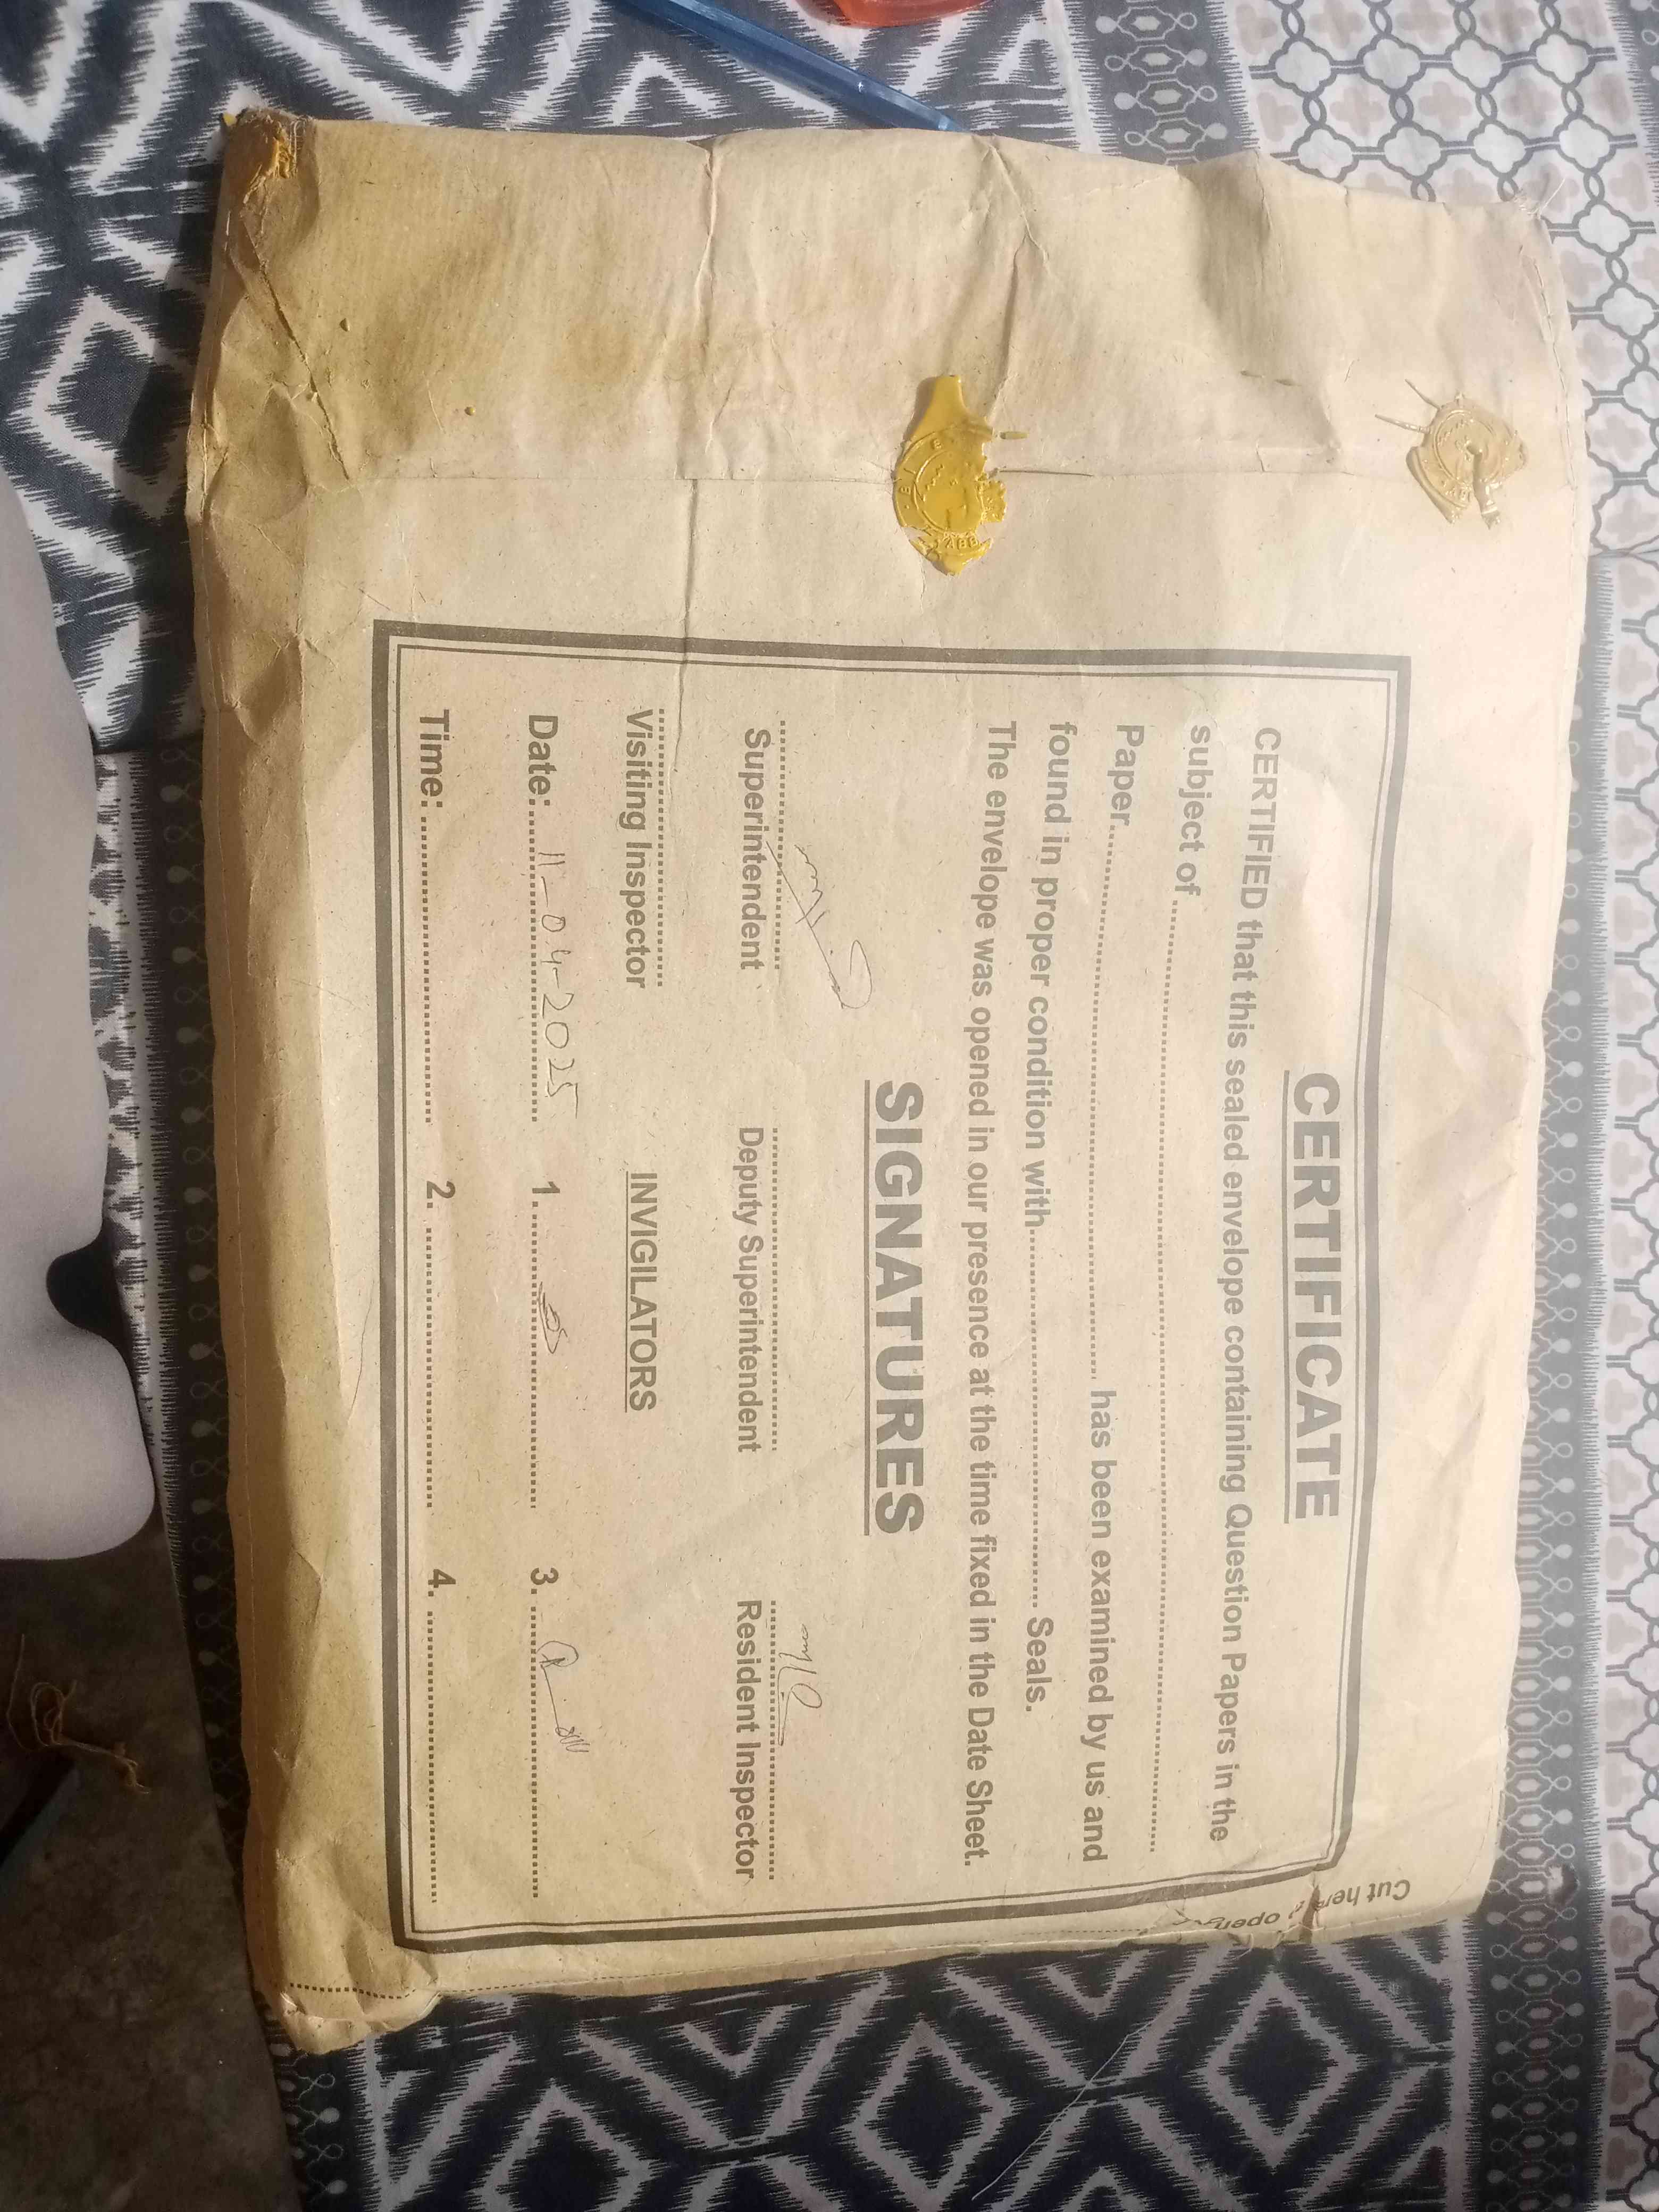 CERTIFICATE
CERTIFIED that this sealed envelope containing Question Papers in the
subject of ........................................................................
Paper........................................ has been examined by us and
found in proper condition with........................................ Seals.
The envelope was opened in our presence at the time fixed in the Date Sheet.
SIGNATURES
Superintendent Deputy Superintendent Resident Inspector
Visiting Inspector INVIGILATORS
Date: 11-04-2025 1. 3.
Time: 2. 4.
Cut here